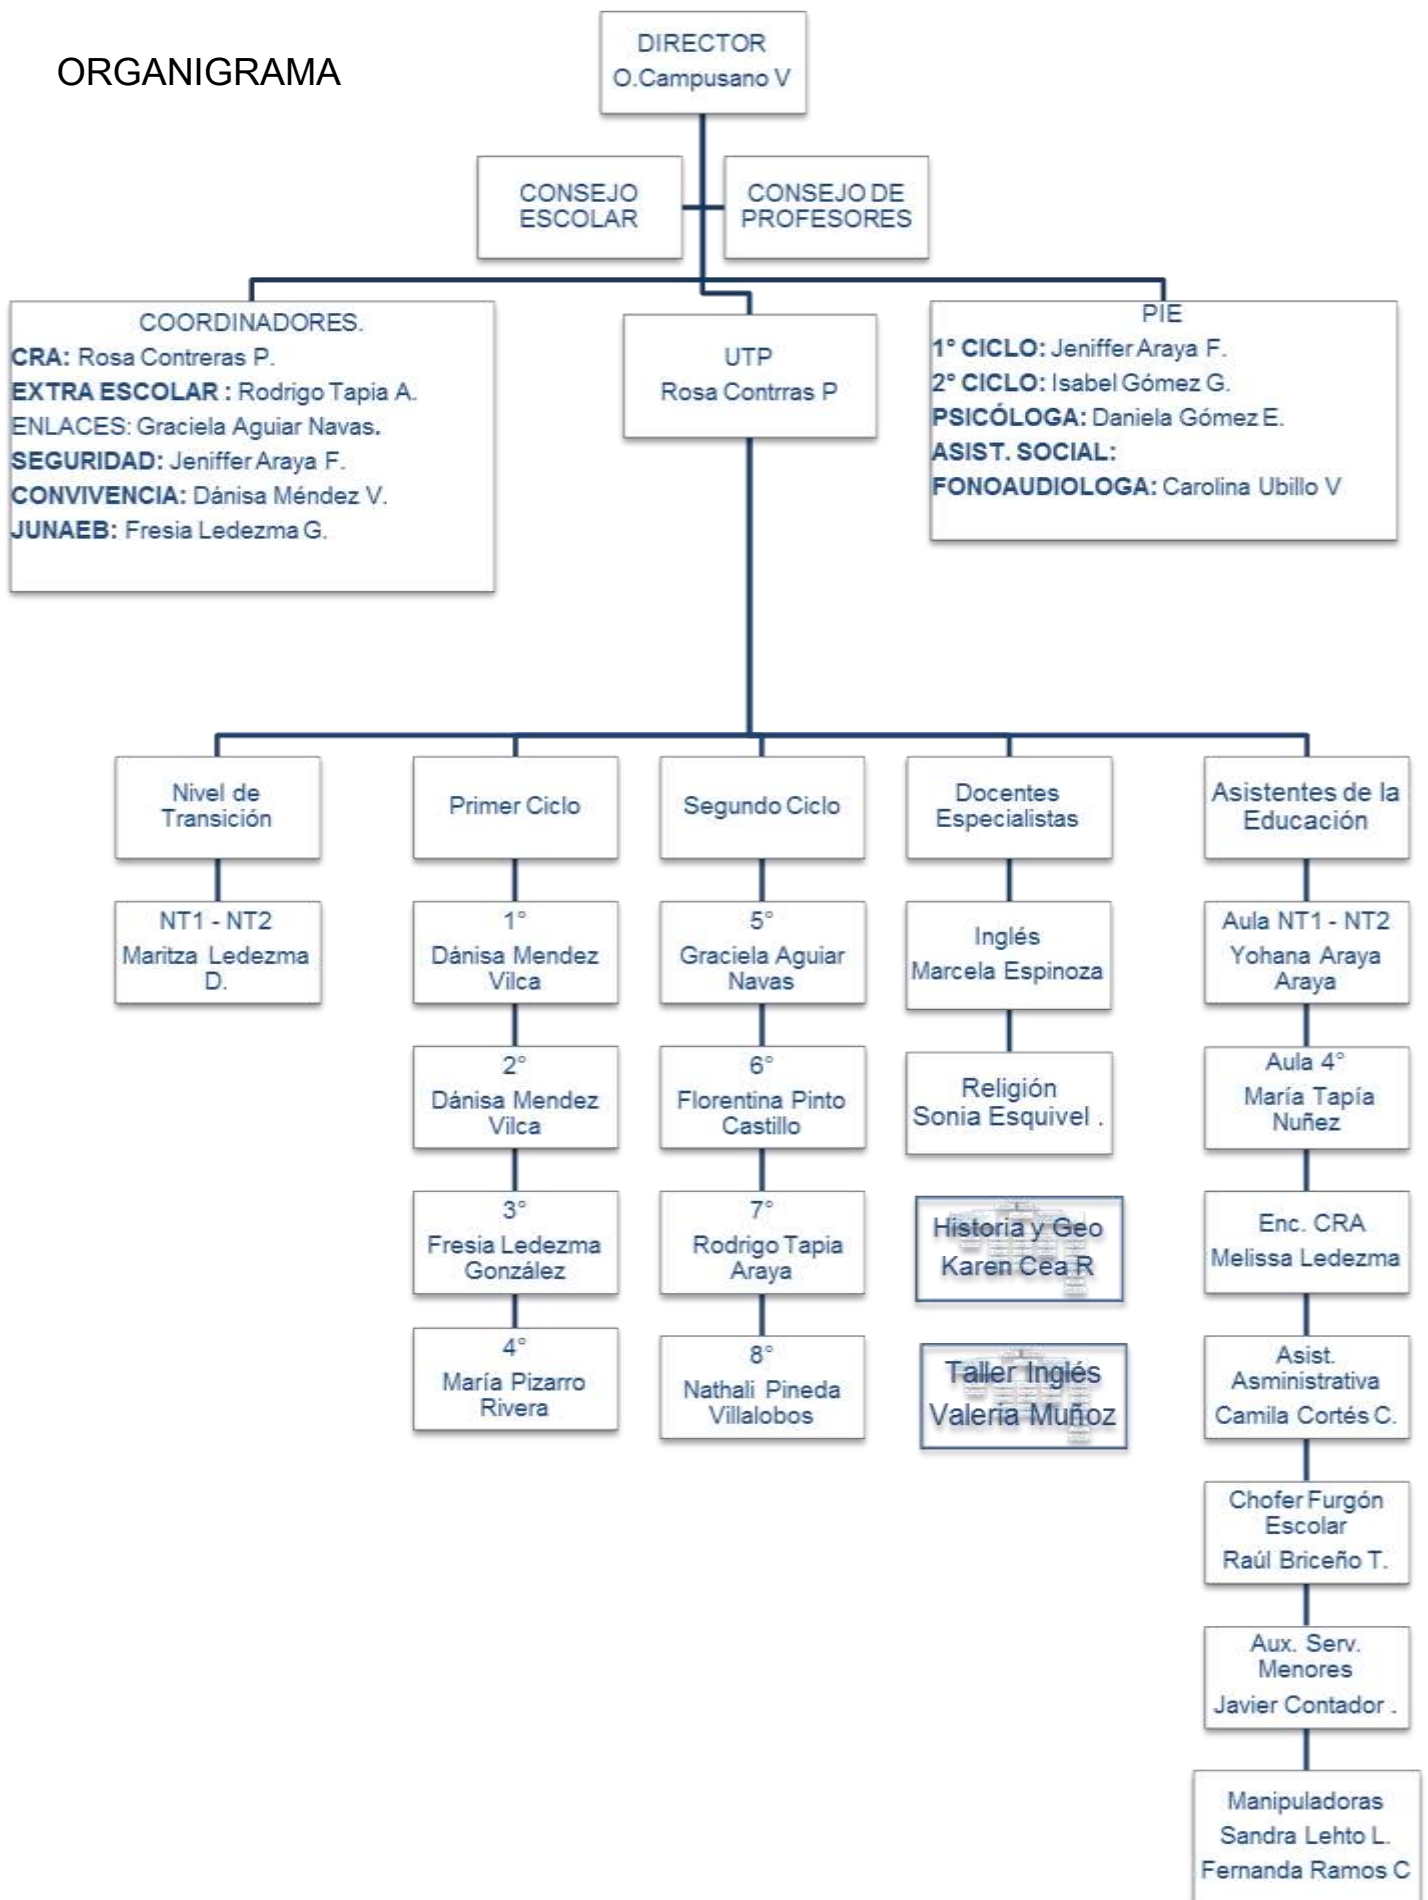 ORGANIGRAMA
DIRECTOR
O.Campusano V
CONSEJO
ESCOLAR
CONSEJO DE
PROFESORES
COORDINADORES.
CRA: Rosa Contreras P.
EXTRA ESCOLAR : Rodrigo Tapia A.
ENLACES: Graciela Aguiar Navas.
SEGURIDAD: Jeniffer Araya F.
CONVIVENCIA: Dánisa Méndez V.
JUNAEB: Fresia Ledezma G.
UTP
Rosa Contrras P
PIE
1° CICLO: Jeniffer Araya F.
2° CICLO: Isabel Gómez G.
PSICÓLOGA: Daniela Gómez E.
ASIST. SOCIAL:
FONOAUDIOLOGA: Carolina Ubillo V
Nivel de
Transición
NT1 - NT2
Maritza Ledezma
D.
Primer Ciclo
1°
Dánisa Mendez
Vilca
2°
Dánisa Mendez
Vilca
3°
Fresia Ledezma
González
4°
María Pizarro
Rivera
Segundo Ciclo
5°
Graciela Aguiar
Navas
6°
Florentina Pinto
Castillo
7°
Rodrigo Tapia
Araya
8°
Nathali Pineda
Villalobos
Docentes
Especialistas
Inglés
Marcela Espinoza
Religión
Sonia Esquivel .
Historia y Geo
Karen Cea R
Taller Inglés
Valeria Muñoz
Asistentes de la
Educación
Aula NT1 - NT2
Yohana Araya
Araya
Aula 4°
María Tapía
Nuñez
Enc. CRA
Melissa Ledezma
Asist.
Asministrativa
Camila Cortés C.
Chofer Furgón
Escolar
Raúl Briceño T.
Aux. Serv.
Menores
Javier Contador .
Manipuladoras
Sandra Lehto L.
Fernanda Ramos C